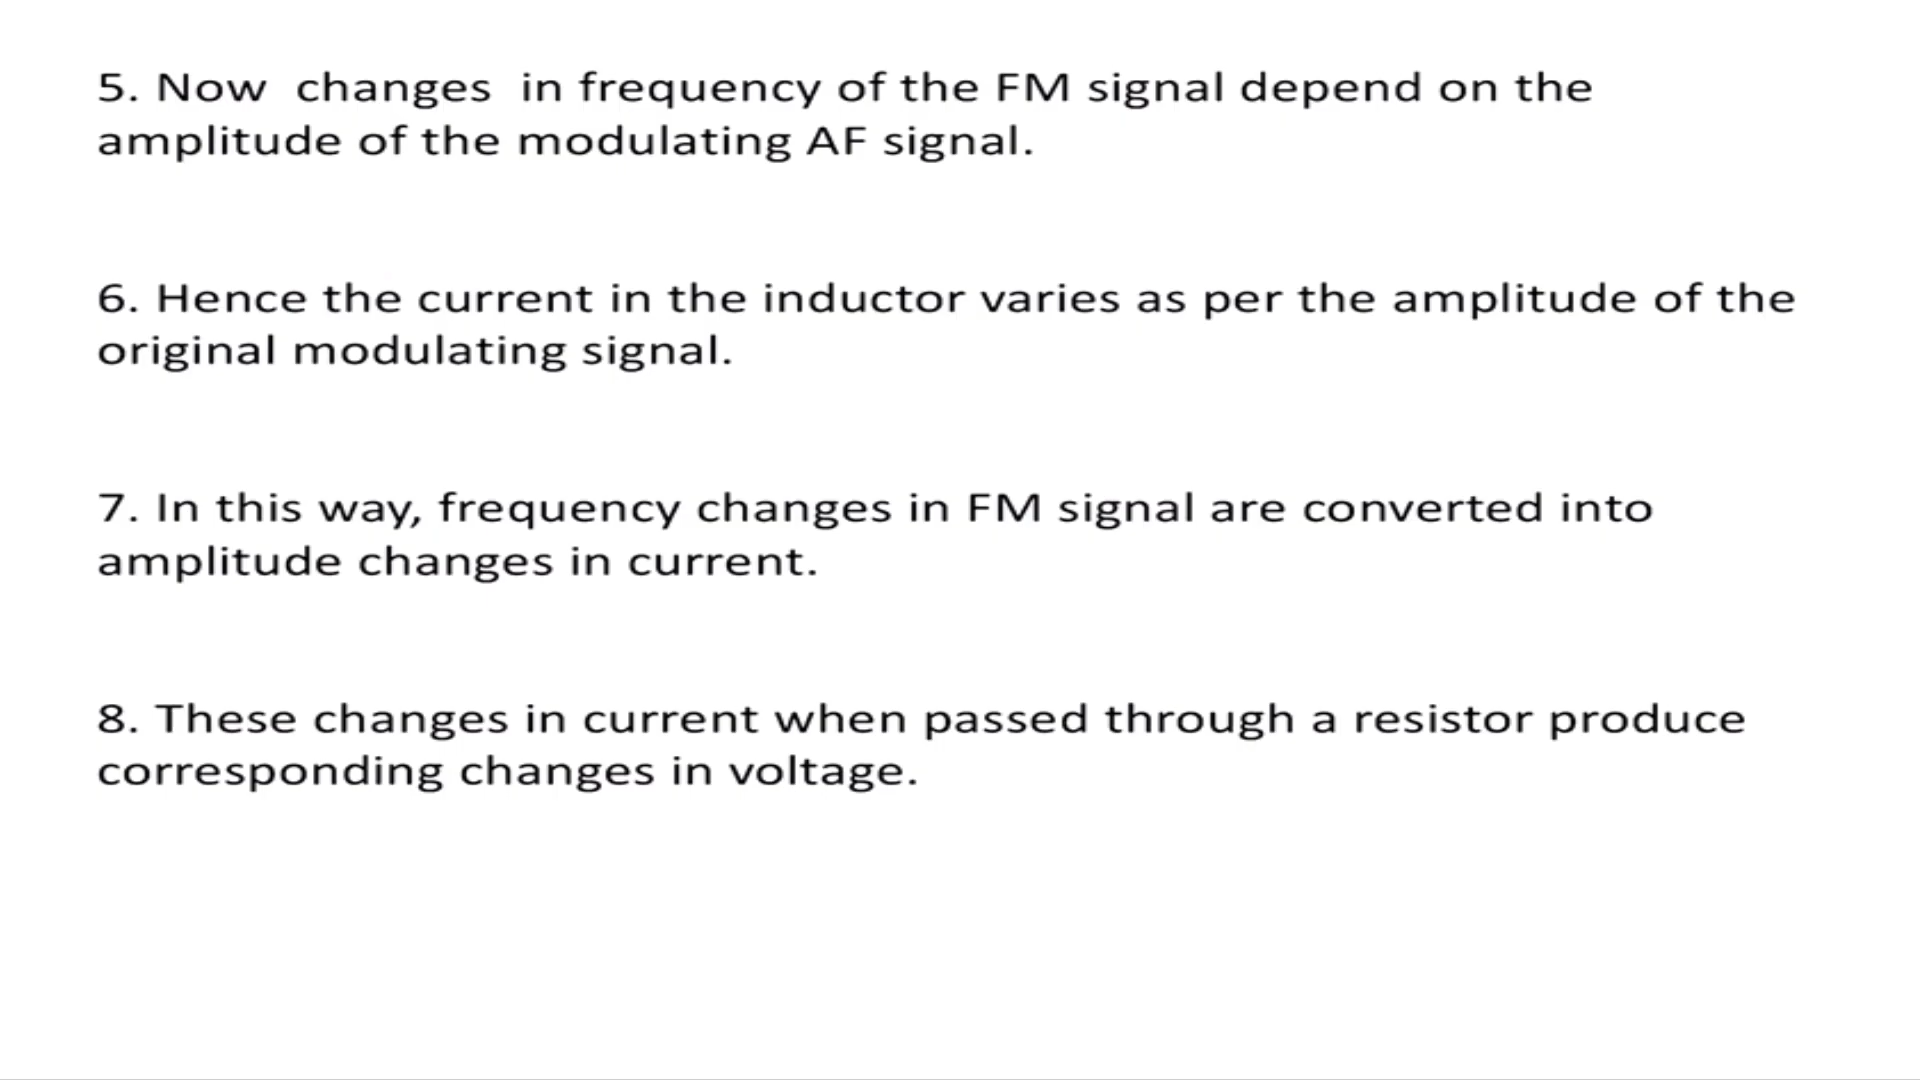 5. Now changes in frequency of the FM signal depend on the
amplitude of the modulating AF signal.
6. Hence the current in the inductor varies as per the amplitude of the
original modulating signal.
7. In this way, frequency changes in FM signal are converted into
amplitude changes in current.
8. These changes in current when passed through a resistor produce
corresponding changes in voltage.